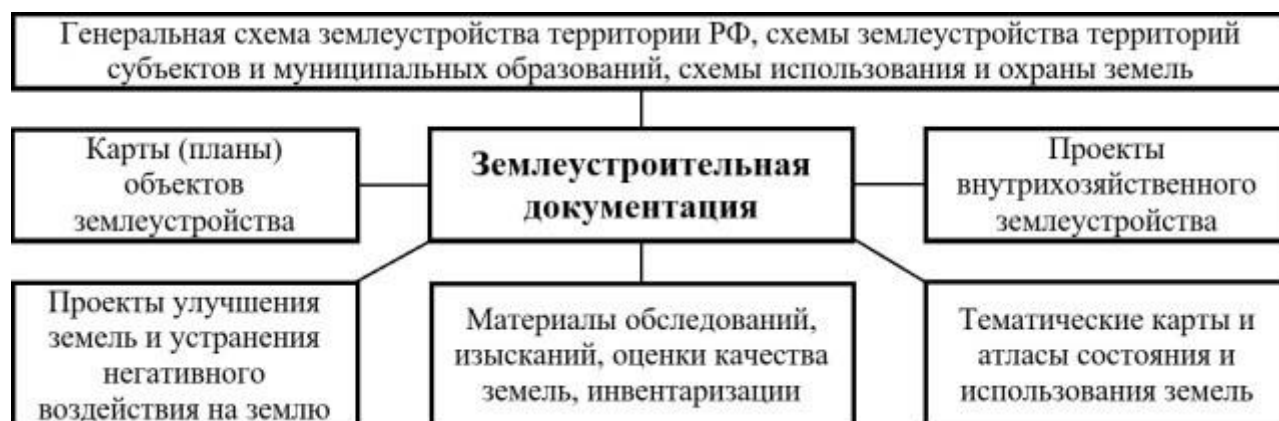 Генеральная схема землеустройства территории РФ, схемы землеустройства территорий
субъектов и муниципальных образований, схемы использования и охраны земель
Карты (планы)
объектов
землеустройства
Землеустроительная
документация
Проекты
внутрихозяйственного
землеустройства
Проекты улучшения
земель и устранения
негативного
воздействия на землю
Материалы обследований,
изысканий, оценки качества
земель, инвентаризации
Тематические карты и
атласы состояния и
использования земель